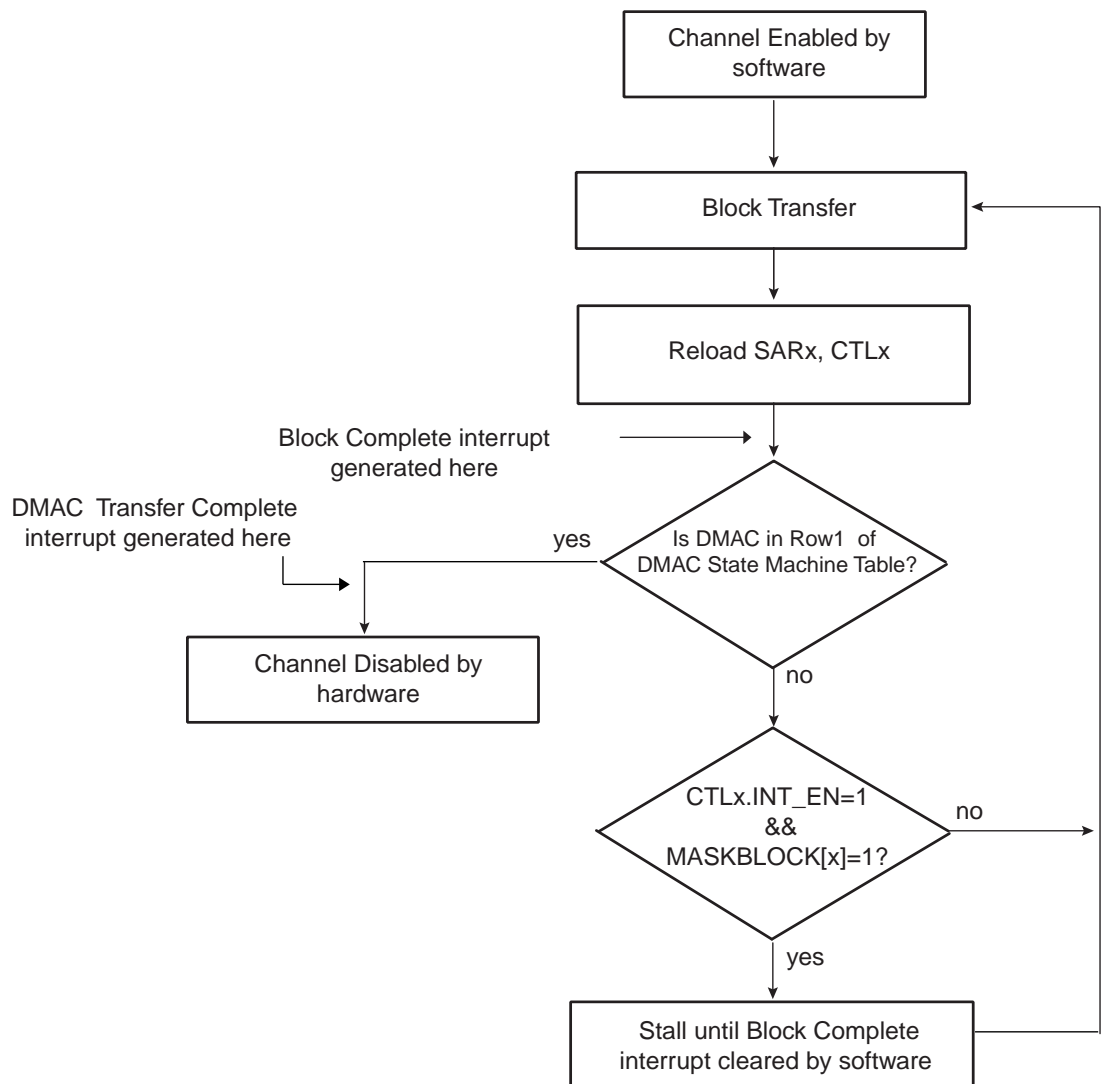 Channel Enabled by
software
Block Transfer
Reload SARx, CTLx
Block Complete interrupt
generated here
DMAC Transfer Complete
interrupt generated here
yes
Is DMAC in Row1 of
DMAC State Machine Table?
Channel Disabled by
hardware
no
CTLx.INT_EN=1
&&
MASKBLOCK[x]=1?
no
yes
Stall until Block Complete
interrupt cleared by software